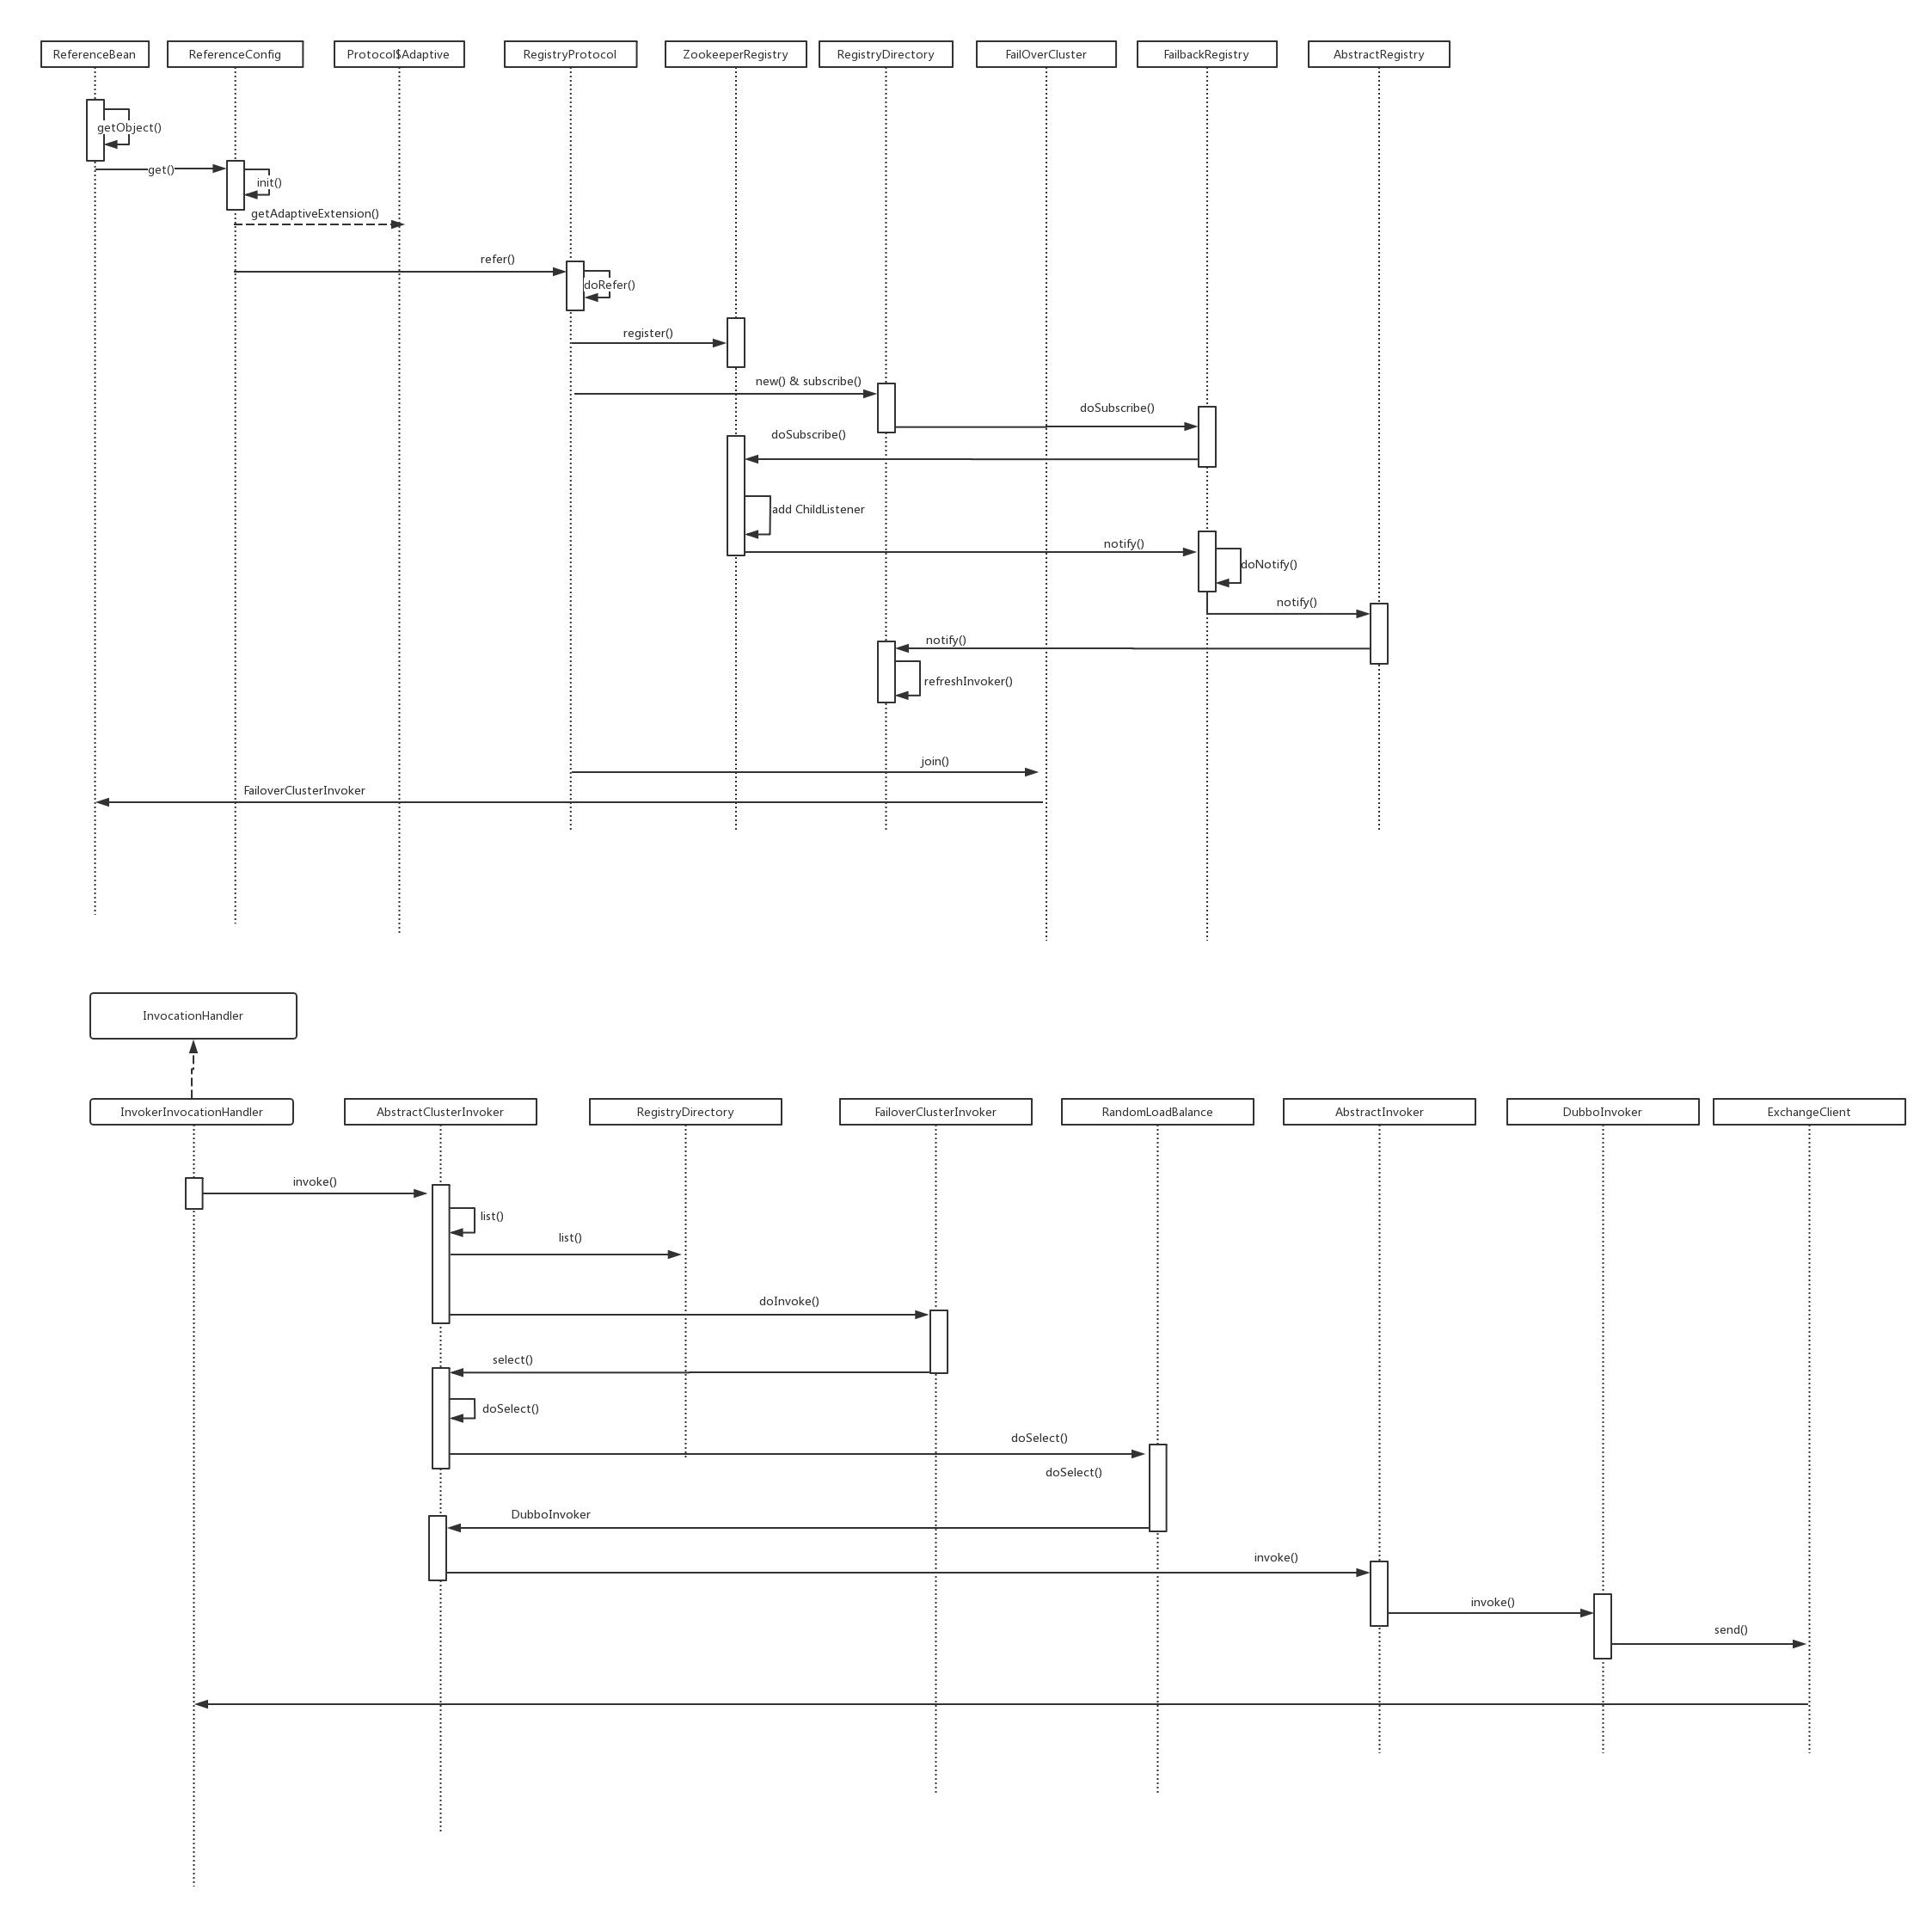 ReferenceBean
ReferenceConfig
Protocol$Adaptive
RegistryProtocol
ZookeeperRegistry
RegistryDirectory
FailOverCluster
FailbackRegistry
AbstractRegistry
getObject()
get()
init()
getAdaptiveExtension()
refer()
doRefer()
register()
new() & subscribe()
doSubscribe()
doSubscribe()
add ChildListener
notify()
doNotify()
notify()
notify()
refreshInvoker()
join()
FailoverClusterInvoker
InvocationHandler
InvokerInvocationHandler
AbstractClusterInvoker
RegistryDirectory
FailoverClusterInvoker
RandomLoadBalance
AbstractInvoker
DubboInvoker
ExchangeClient
invoke()
list()
list()
doInvoke()
select()
doSelect()
doSelect()
doSelect()
DubboInvoker
invoke()
invoke()
send()